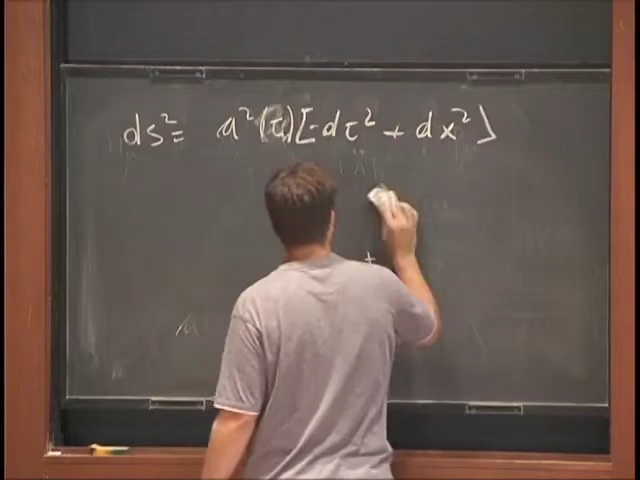 ds² = a²(τ)[-dτ² + dx²]
+
a